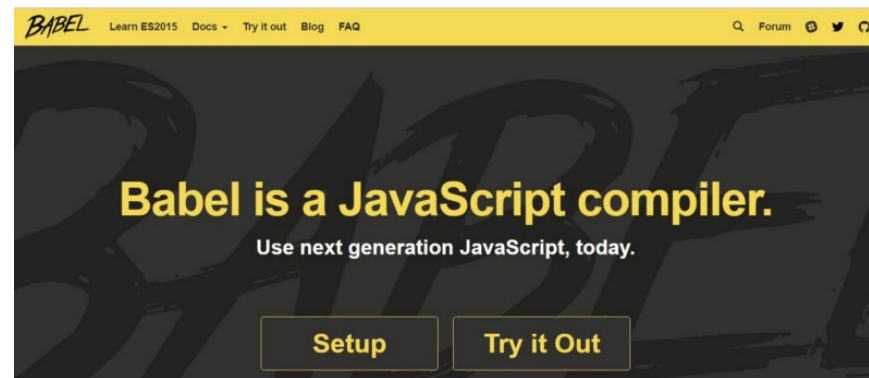 BABEL Learn ES2015 Docs Try it out Blog FAQ Forum
BABEL
Babel is a JavaScript compiler.
Use next generation JavaScript, today.
Setup Try it Out